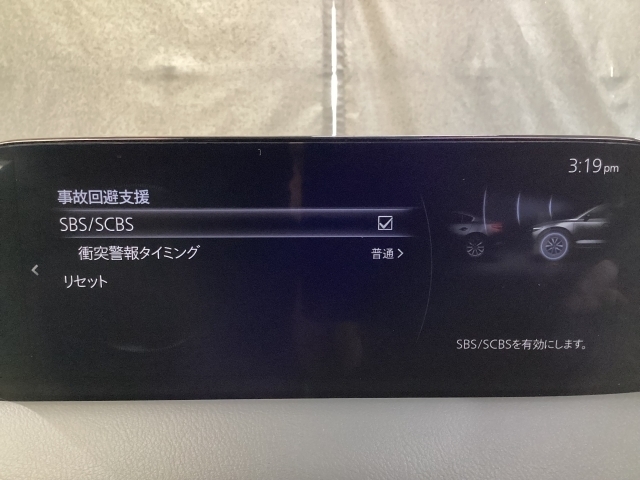 3:19pm
事故回避支援
SBS/SCBS
衝突警報タイミング 普通
リセット
SBS/SCBSを有効にします。